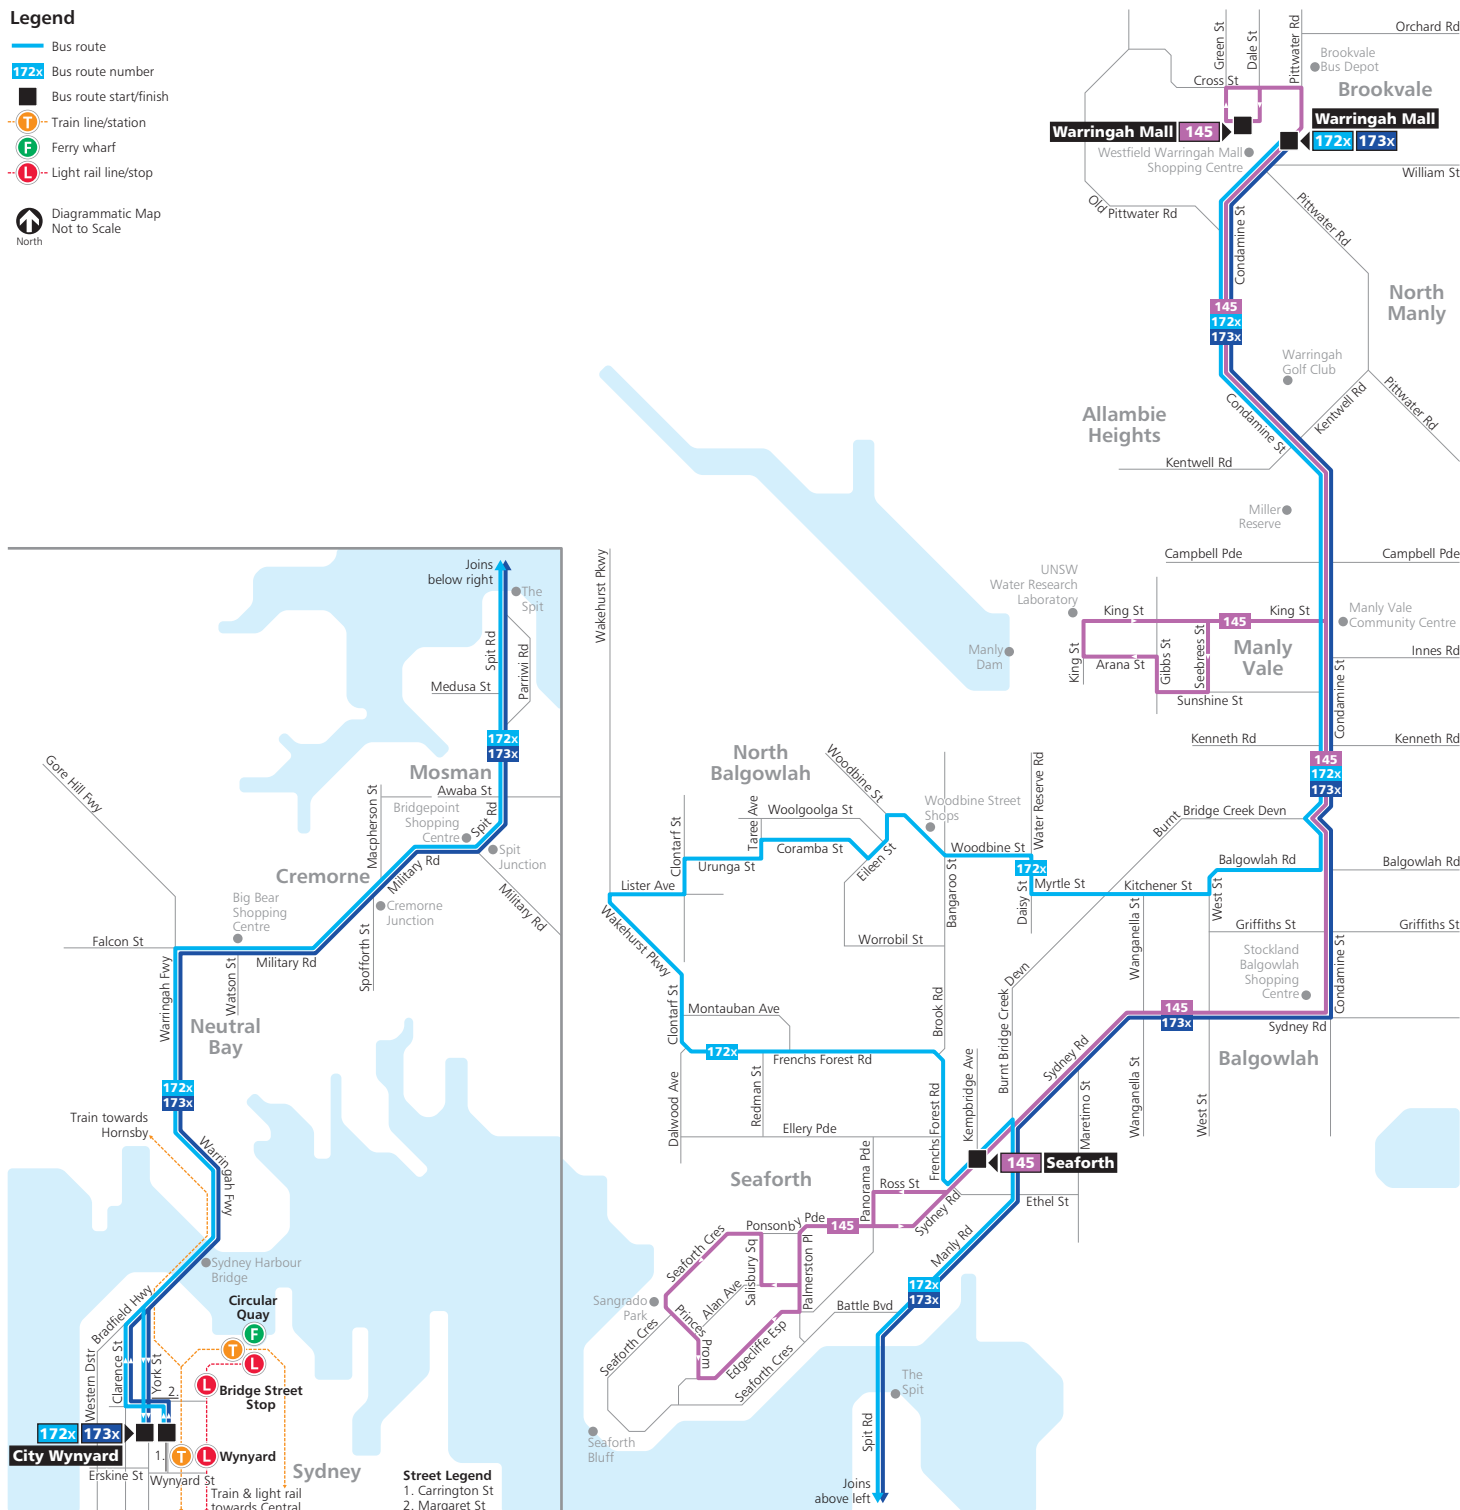 Legend
Bus route
172x Bus route number
Bus route start/finish
T Train line/station
F Ferry wharf
L Light rail line/stop
North
Diagrammatic Map
Not to Scale
Green St
Dale St
Pittwater Rd
Orchard Rd
Brookvale
Bus Depot
Cross St
Brookvale
Warringah Mall 145
Warringah Mall
172x 173x
Westfield Warringah Mall
Shopping Centre
William St
Old Pittwater Rd
Condamine St
Pittwater Rd
North
Manly
145
172x
173x
Warringah
Golf Club
Kentwell Rd
Pittwater Rd
Condamine St
Allambie
Heights
Kentwell Rd
Miller
Reserve
Campbell Pde
Campbell Pde
UNSW
Water Research
Laboratory
King St
145
King St
Manly Vale
Community Centre
King St
Arana St
Gibbs St
Seebrees St
Manly
Vale
Innes Rd
Sunshine St
Condamine St
Manly
Dam
Kenneth Rd
Kenneth Rd
145
172x
173x
Wakehurst Pkwy
North
Balgowlah
Woodbine St
Woodbine Street
Shops
Water Reserve Rd
Burnt Bridge Creek Devn
Clontarf St
Taree Ave
Woolgoolga St
Coramba St
Eileen St
Woodbine St
172x
Urunga St
Lister Ave
Bangaroo St
Daisy St
Myrtle St
Kitchener St
West St
Balgowlah Rd
Balgowlah Rd
Wakehurst Pkwy
Worrobil St
Wanganella St
Griffiths St
Griffiths St
Stockland
Balgowlah
Shopping
Centre
Condamine St
Clontarf St
Montauban Ave
Brook Rd
Burnt Bridge Creek Devn
145
173x
Sydney Rd
Sydney Rd
Balgowlah
172x
Frenchs Forest Rd
Dalwood Ave
Redman St
Frenchs Forest Rd
Kempbridge Ave
Maretimo St
Wanganella St
West St
Ellery Pde
145 Seaforth
Seaforth
Panorama Pde
Ross St
Sydney Rd
Ethel St
Ponsonby Pde
145
Manly Rd
Seaforth Cres
Salisbury Sq
Palmerston Pl
Alan Ave
Sangrado
Park
Princes Prom
Seaforth Cres
Edgecliffe Esp
Seaforth Cres
Battle Bvd
172x
173x
The
Spit
Seaforth
Bluff
Spit Rd
Joins
above left
Joins
below right
The
Spit
Spit Rd
Parriwi Rd
Medusa St
172x
173x
Mosman
Awaba St
Gore Hill Fwy
Bridgepoint
Shopping
Centre
Spit Rd
Spit
Junction
Macpherson St
Military Rd
Military Rd
Cremorne
Cremorne
Junction
Big Bear
Shopping
Centre
Falcon St
Military Rd
Spofforth St
Watson St
Warringah Fwy
Neutral
Bay
172x
173x
Train towards
Hornsby
Warringah Fwy
Sydney Harbour
Bridge
Bradfield Hwy
Circular
Quay
F
T
L
Western Dstr
Clarence St
York St
2.
L
Bridge Street
Stop
172x 173x
City Wynyard
1.
T
L
Wynyard
Erskine St
Wynyard St
Sydney
Train & light rail
towards Central
Street Legend
1. Carrington St
2. Margaret St